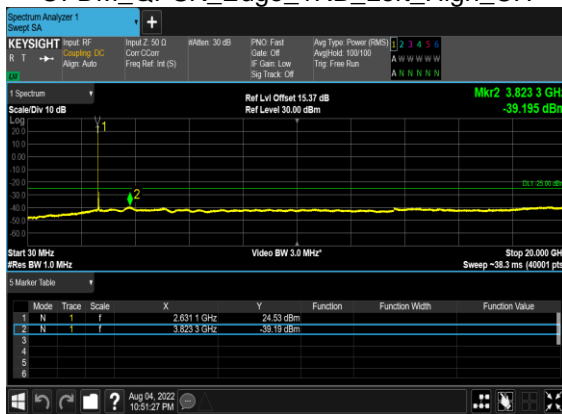 Spectrum Analyzer 1
Swept SA
KEYSIGHT Input: RF
R T Coupling: DC
Align: Auto
Input Z: 50 Ω
Corr CCorr
Freq Ref: Int (S)
#Atten: 30 dB
PNO: Fast
Gate: Off
IF Gain: Low
Sig Track: Off
Avg Type: Power (RMS)
Avg|Hold: 100/100
Trig: Free Run
1 2 3 4 5 6
A W W W W W
A N N N N N
LU
1 Spectrum
Scale/Div 10 dB
Ref Lvl Offset 15.37 dB
Ref Level 30.00 dBm
Mkr2 3.823 3 GH
-39.195 dBm
Log
20.0
10.0
0.00
-10.0
-20.0
-30.0
-40.0
-50.0
-60.0
1
2
Start 30 MHz
#Res BW 1.0 MHz
Video BW 3.0 MHz*
Stop 20.000 GH
Sweep ~38.3 ms (40001 pts
5 Marker Table
Mode Trace Scale X Y Function Function Width Function Value
1 N 1 f 2.631 1 GHz 24.53 dBm
2 N 1 f 3.823 3 GHz -39.19 dBm
3
4
5
6
?
Aug 04, 2022
10:51:27 PM